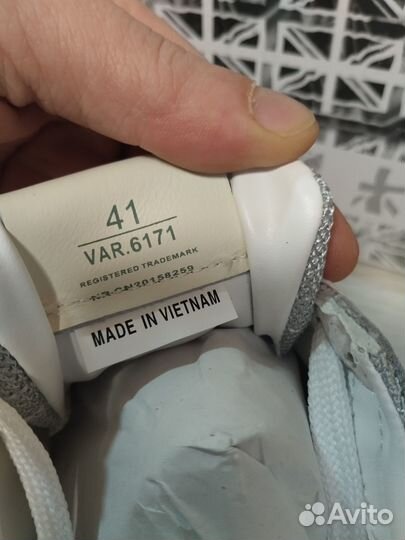 41
VAR.6171
REGISTERED TRADEMARK
MADE IN VIETNAM
Avito